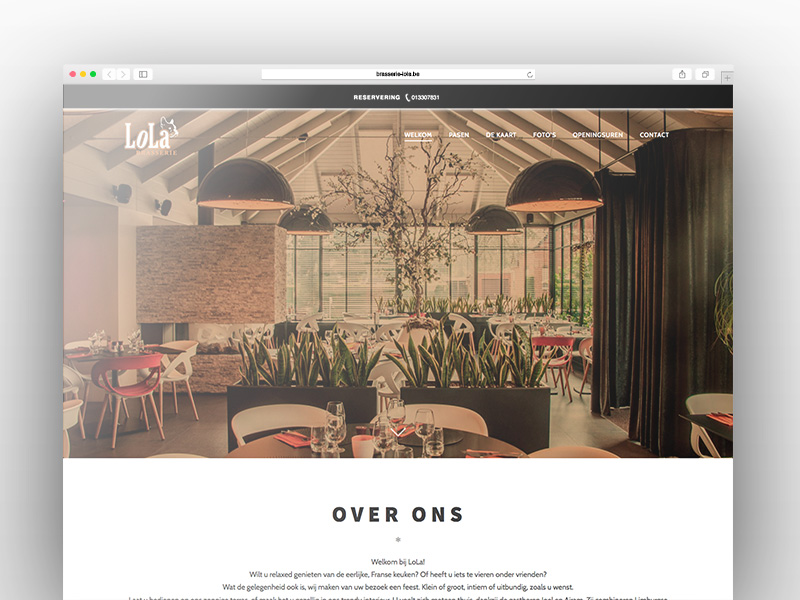 brasserie-lola.be
RESERVERING 013307831
LoLa
BRASSERIE
WELKOM PASEN DE KAART FOTO'S OPENINGSUREN CONTACT
OVER ONS
Welkom bij LoLa!
Wilt u relaxed genieten van de eerlijke, Franse keuken? Of heeft u iets te vieren onder vrienden?
Wat de gelegenheid ook is, wij maken van uw bezoek een feest. Klein of groot, intiem of uitbundig, zoals u wenst.